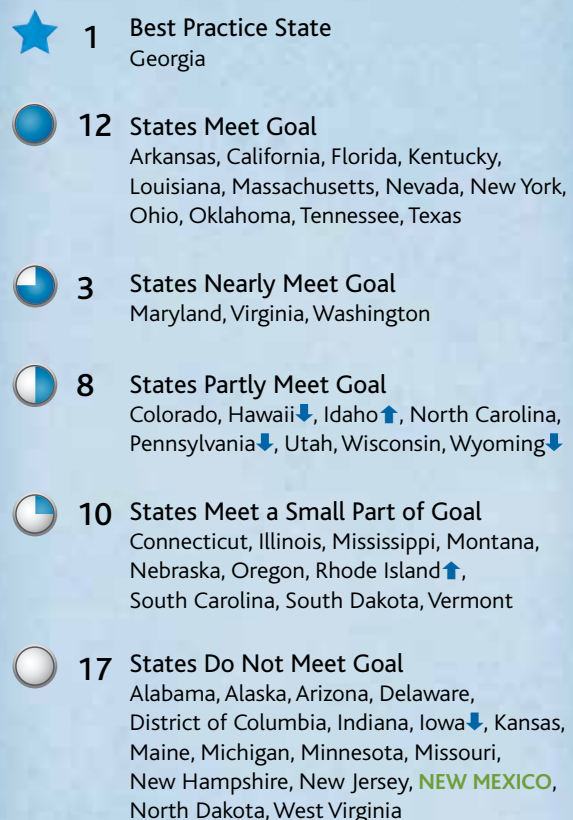 1 Best Practice State
Georgia
12 States Meet Goal
Arkansas, California, Florida, Kentucky,
Louisiana, Massachusetts, Nevada, New York,
Ohio, Oklahoma, Tennessee, Texas
3 States Nearly Meet Goal
Maryland, Virginia, Washington
8 States Partly Meet Goal
Colorado, Hawaii⬇, Idaho⬆, North Carolina,
Pennsylvania⬇, Utah, Wisconsin, Wyoming⬇
10 States Meet a Small Part of Goal
Connecticut, Illinois, Mississippi, Montana,
Nebraska, Oregon, Rhode Island⬆,
South Carolina, South Dakota, Vermont
17 States Do Not Meet Goal
Alabama, Alaska, Arizona, Delaware,
District of Columbia, Indiana, Iowa⬇, Kansas,
Maine, Michigan, Minnesota, Missouri,
New Hampshire, New Jersey, NEW MEXICO,
North Dakota, West Virginia